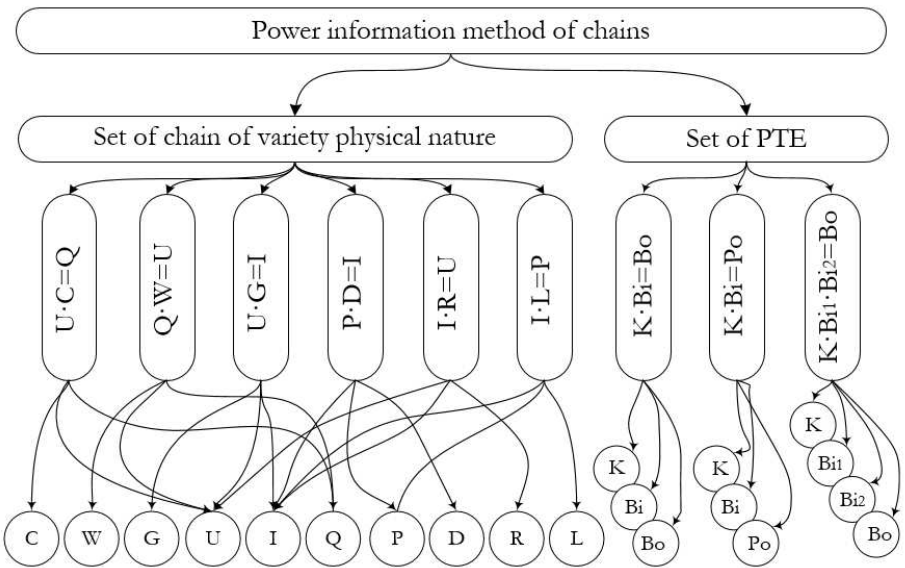 Power information method of chains
Set of chain of variety physical nature
Set of PTE
U·C=Q
Q·W=U
U·G=I
P·D=I
I·R=U
I·L=P
K·Bi=Bo
K·Bi=Po
K·Bi1·Bi2=Bo
K
Bi
Bo
K
Bi
Po
K
Bi1
Bi2
Bo
C
W
G
U
I
Q
P
D
R
L